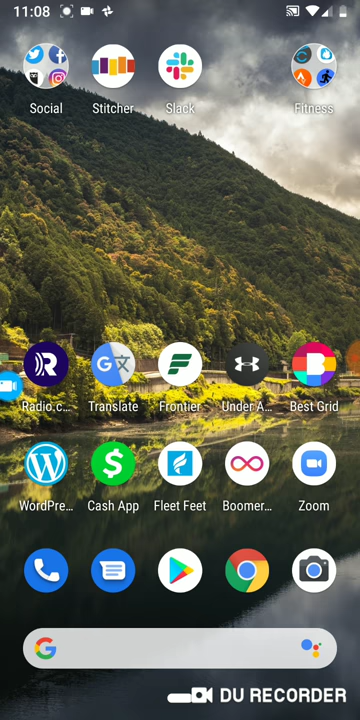 11:08
Social
Stitcher
Slack
Fitness
Radio.c...
Translate
Frontier
Under A...
Best Grid
WordPre...
Cash App
Fleet Feet
Boomer...
Zoom
DU RECORDER